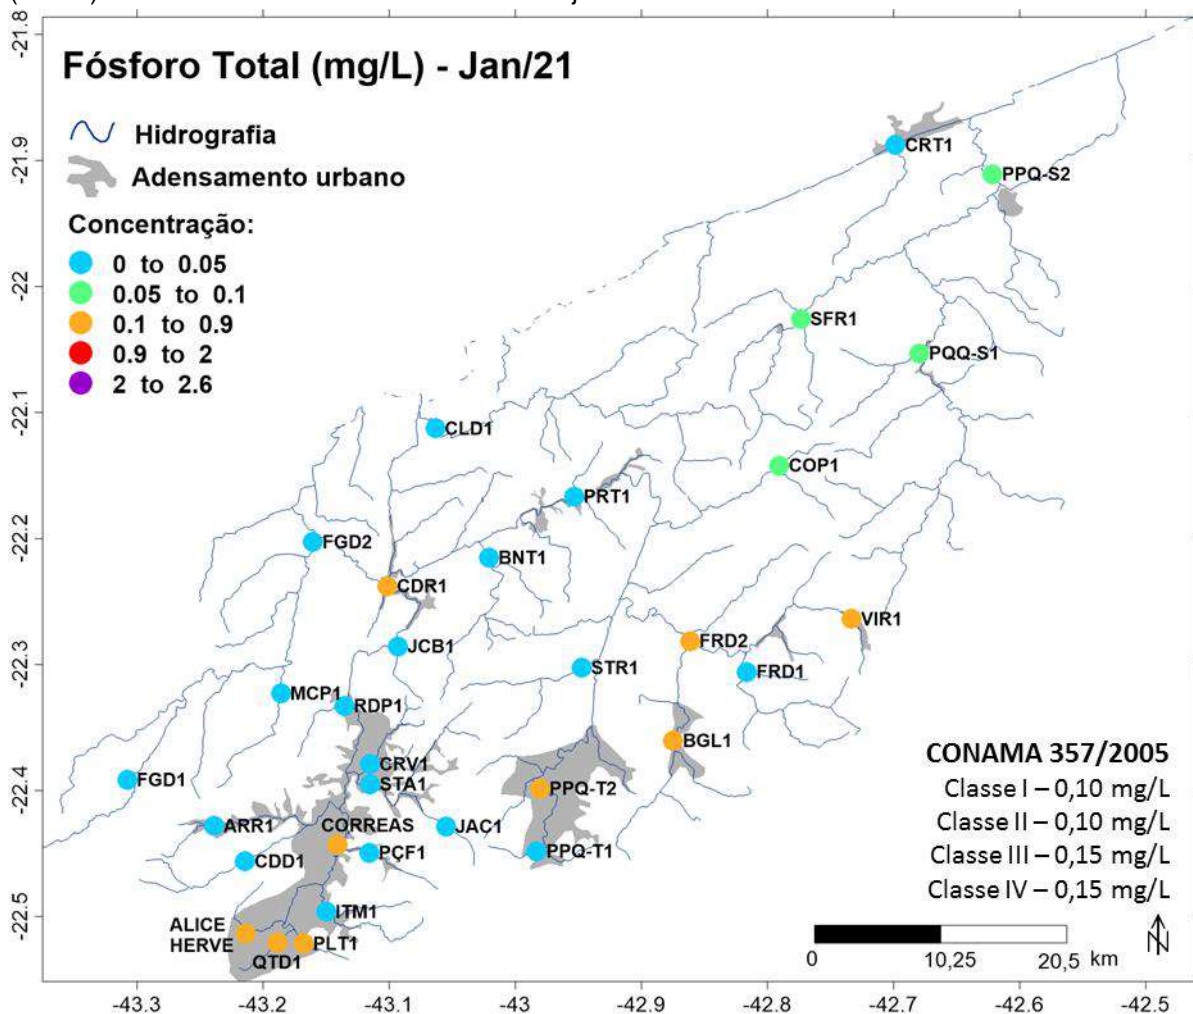 Fósforo Total (mg/L) - Jan/21
Hidrografia
Adensamento urbano
Concentração:
0 to 0.05
0.05 to 0.1
0.1 to 0.9
0.9 to 2
2 to 2.6
CRT1
PPQ-S2
SFR1
PQQ-S1
CLD1
COP1
PRT1
FGD2
BNT1
CDR1
VIR1
FRD2
JCB1
STR1
FRD1
MCP1
RDP1
BGL1
CRV1
FGD1
STA1
PPQ-T2
ARR1
CORREAS
JAC1
CDD1
PÇF1
PPQ-T1
ITM1
ALICE
HERVE
PLT1
QTD1
CONAMA 357/2005
Classe I – 0,10 mg/L
Classe II – 0,10 mg/L
Classe III – 0,15 mg/L
Classe IV – 0,15 mg/L
0 10,25 20,5 km
N
-21.8
-21.9
-22
-22.1
-22.2
-22.3
-22.4
-22.5
-43.3 -43.2 -43.1 -43 -42.9 -42.8 -42.7 -42.6 -42.5